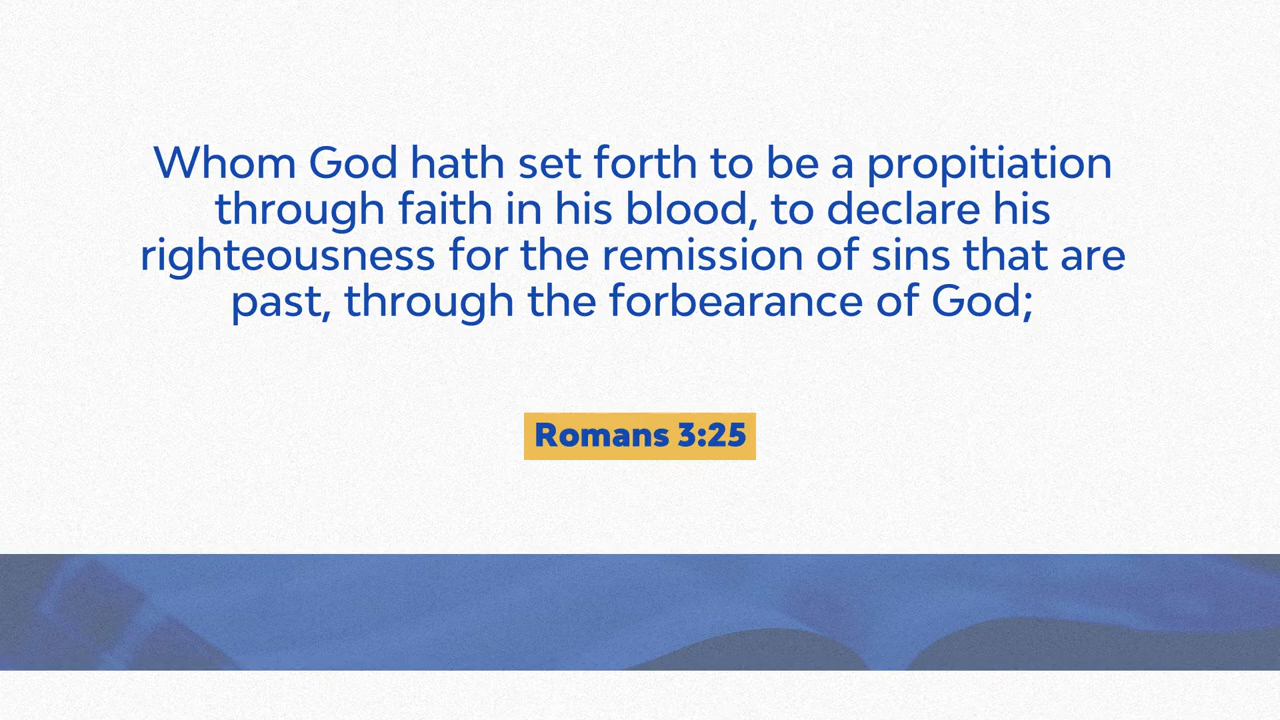 Whom God hath set forth to be a propitiation
through faith in his blood, to declare his
righteousness for the remission of sins that are
past, through the forbearance of God;
Romans 3:25